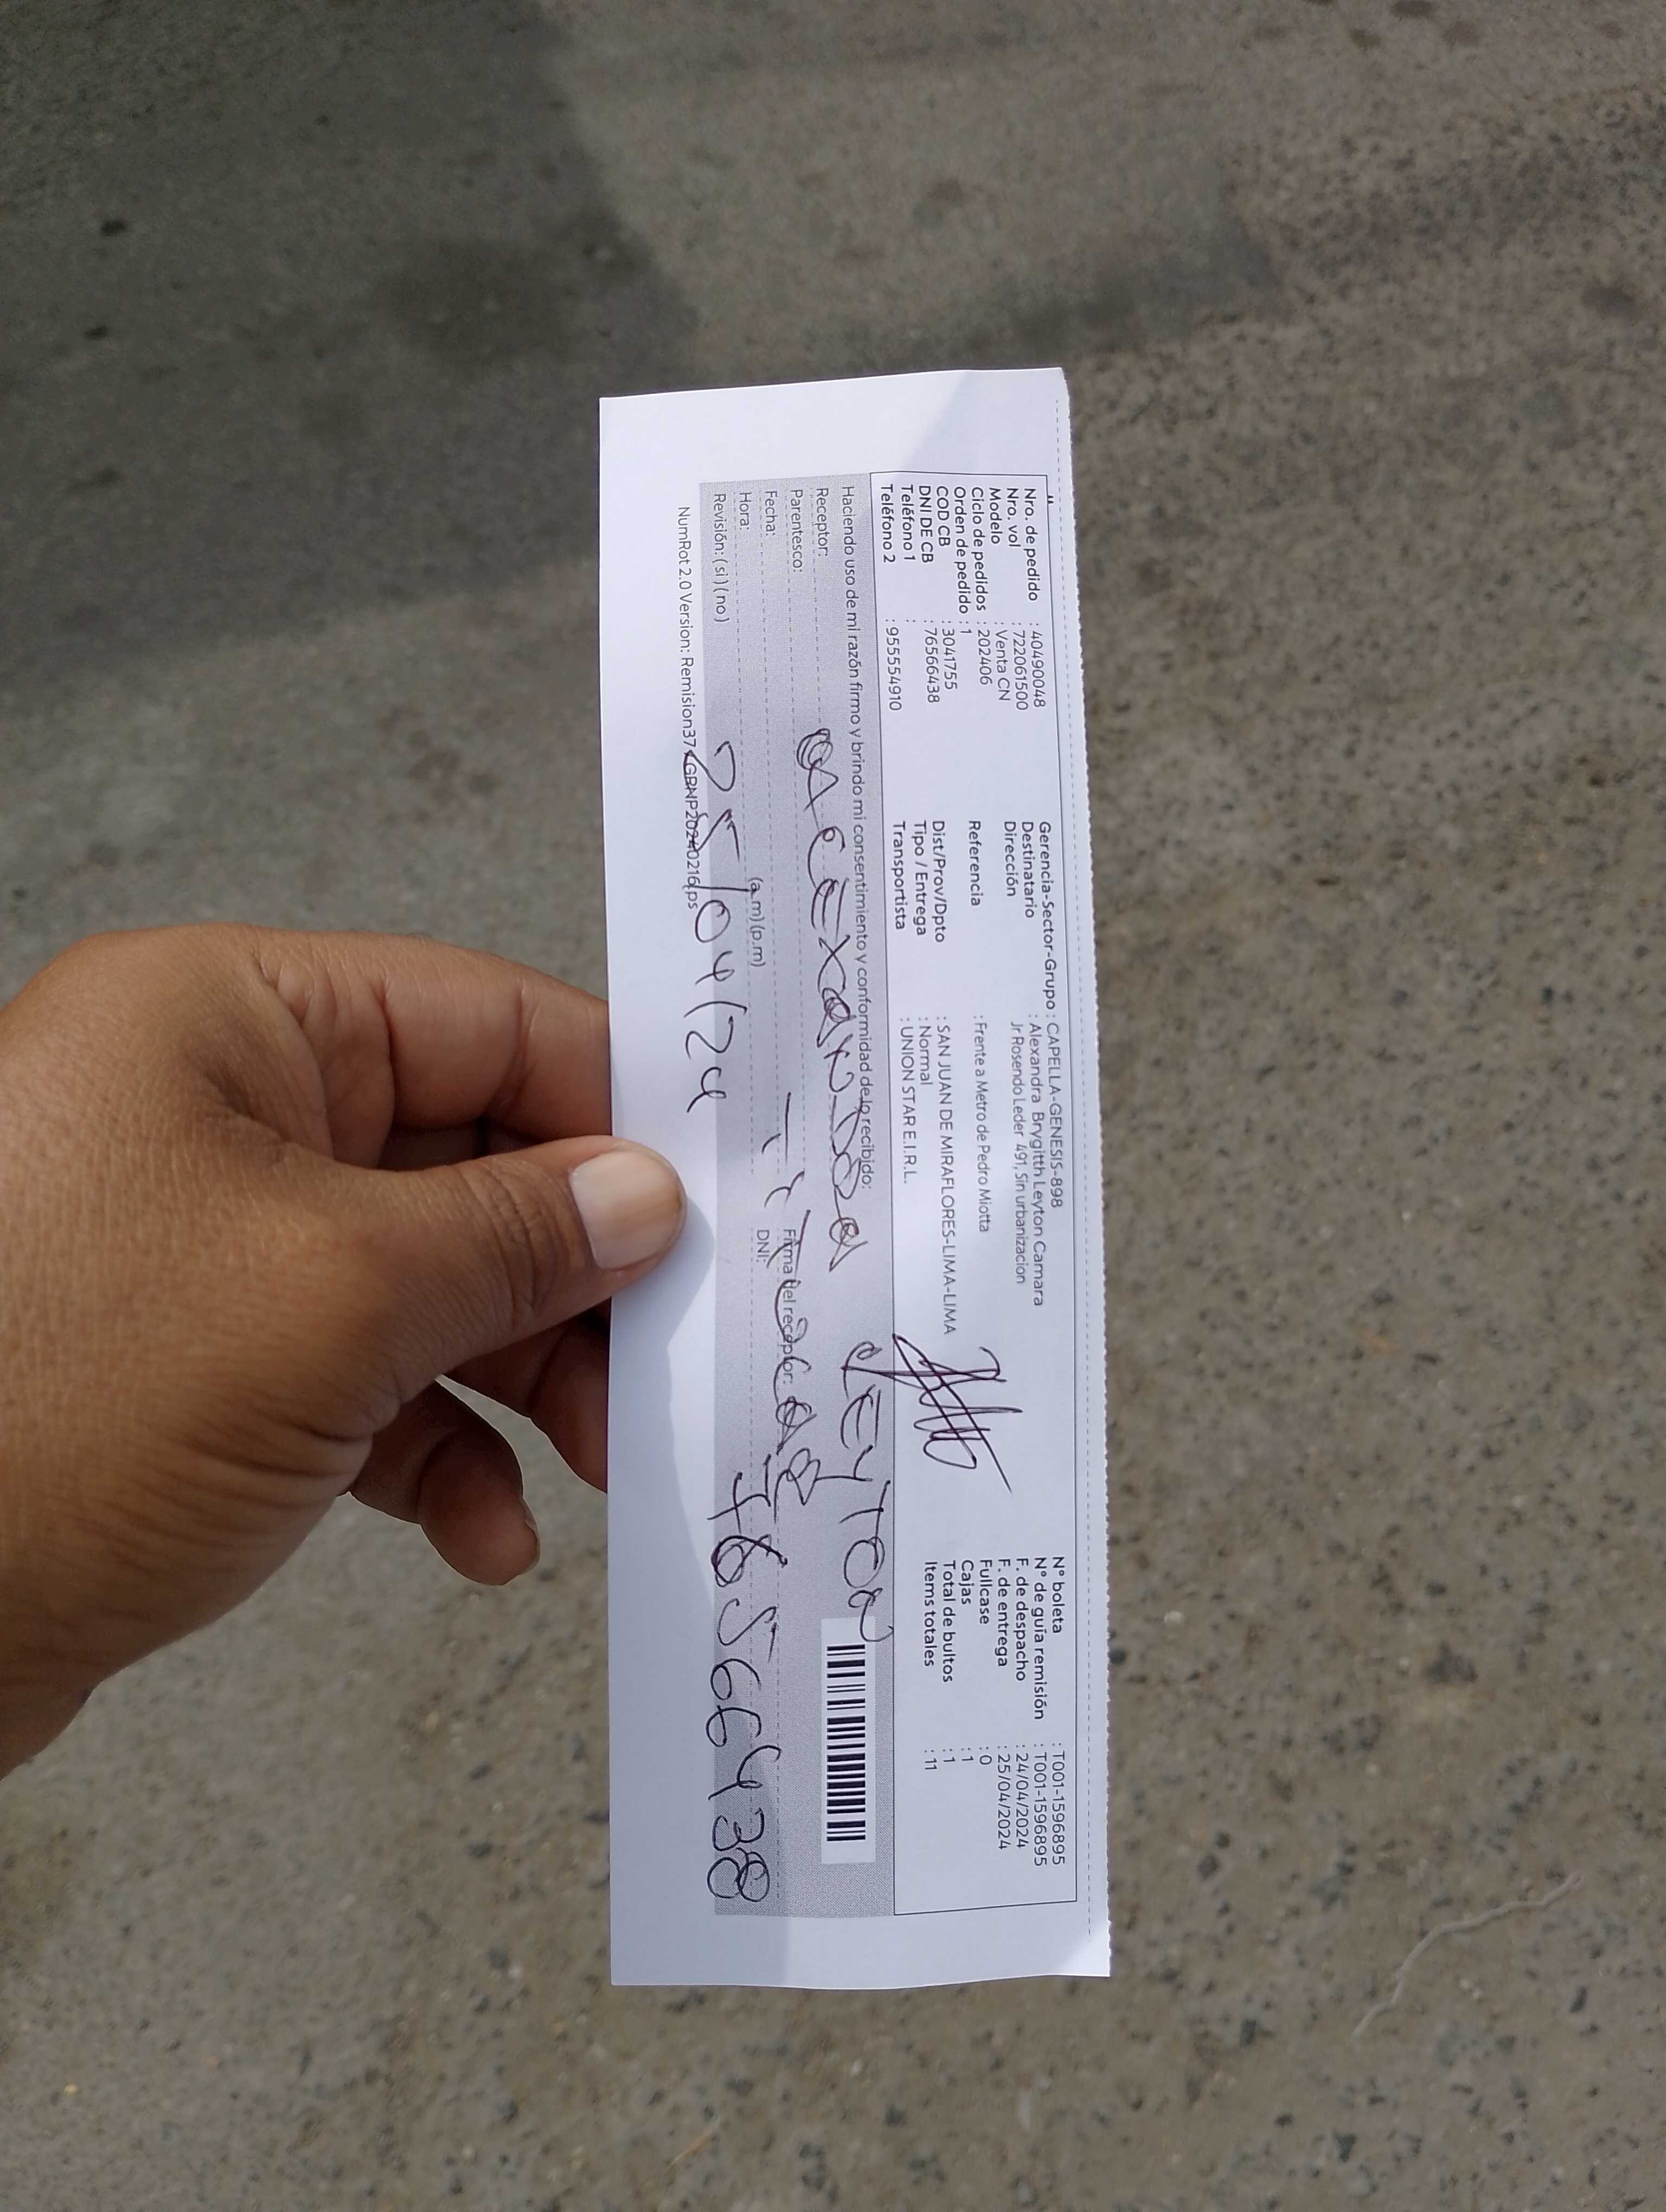 Nro. de pedido : 40490048
Nro. vol : 722061500
Modelo : Venta CN
Ciclo de pedidos : 202406
Orden de pedido : 1
COD CB : 3041755
DNI DE CB : 76566438
Teléfono 1 :
Teléfono 2 : 955554910
Gerencia-Sector-Grupo : CAPELLA-GENESIS-898
Destinatario : Alexandra Brygitth Leyton Camara
Dirección Jr Rosendo Leder 491, Sin urbanizacion
Referencia : Frente a Metro de Pedro Miotta
Dist/Prov/Dpto : SAN JUAN DE MIRAFLORES-LIMA-LIMA
Tipo / Entrega : Normal
Transportista : UNION STAR E.I.R.L.
N° boleta : T001-1596895
N° de guía remisión : T001-1596895
F. de despacho : 24/04/2024
F. de entrega : 25/04/2024
Fullcase : 0
Cajas : 1
Total de bultos : 1
Items totales : 11
Haciendo uso de mi razón firmo y brindo mi consentimiento y conformidad de lo recibido:
Receptor: ALEXANDRA LEYTON
Parentesco:
Fecha:
Hora: (a.m) (p.m)
Firma del receptor:
DNI: 76566438
Revisión: ( si ) ( no )
25/04/24